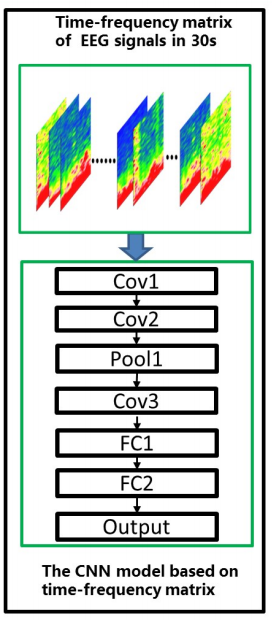 Time-frequency matrix
of EEG signals in 30s
Cov1
Cov2
Pool1
Cov3
FC1
FC2
Output
The CNN model based on
time-frequency matrix